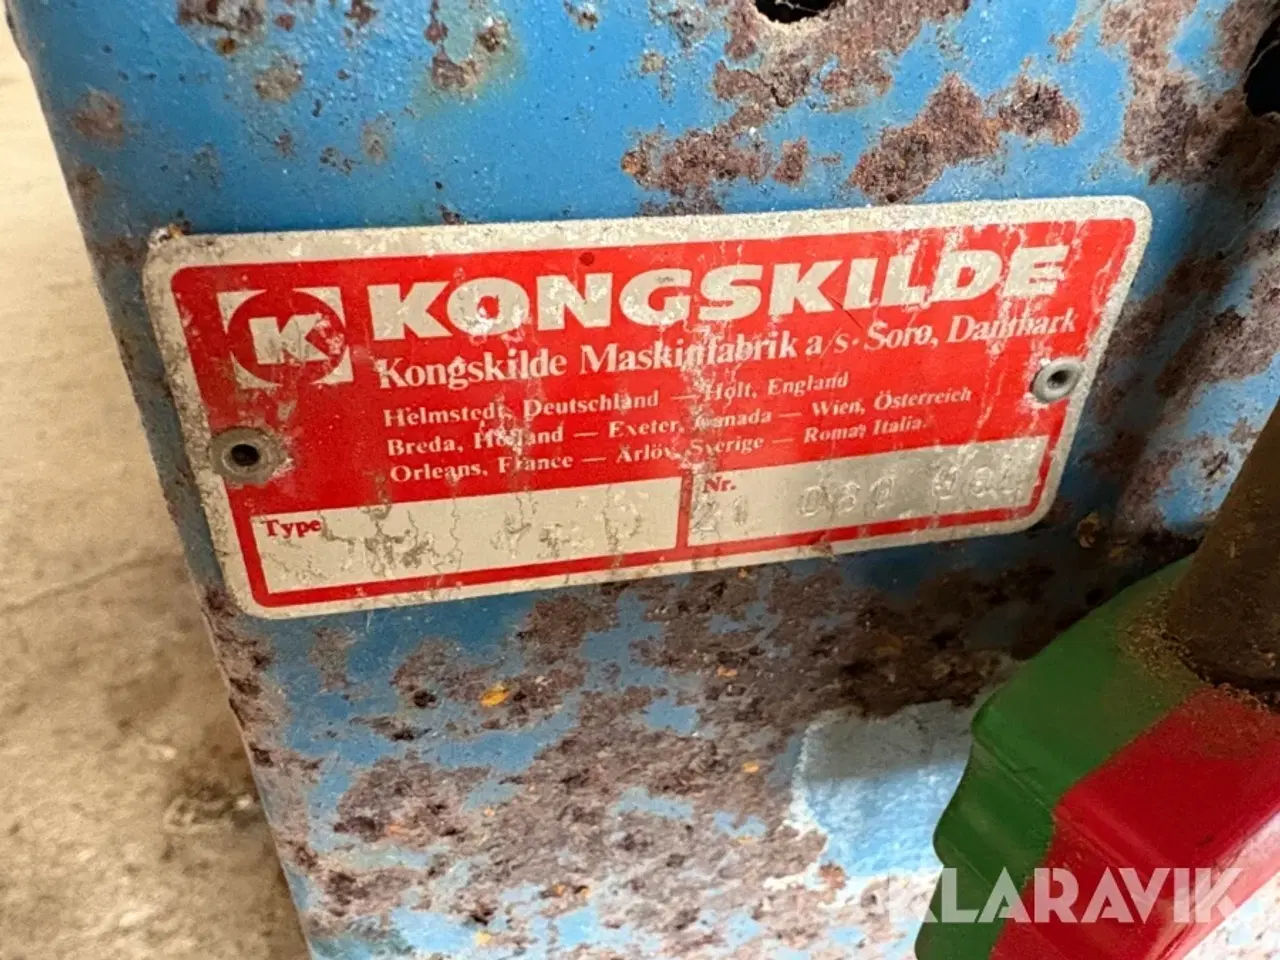 K KONGSKILDE
Kongskilde Maskinfabrik a/s · Sorø, Danmark
Helmstedt, Deutschland — Holt, England
Breda, Holland — Exeter, Canada — Wien, Österreich
Orleans, France — Arlöv, Sverige — Roma, Italia.
Type
Nr.
21
KLARAVIK